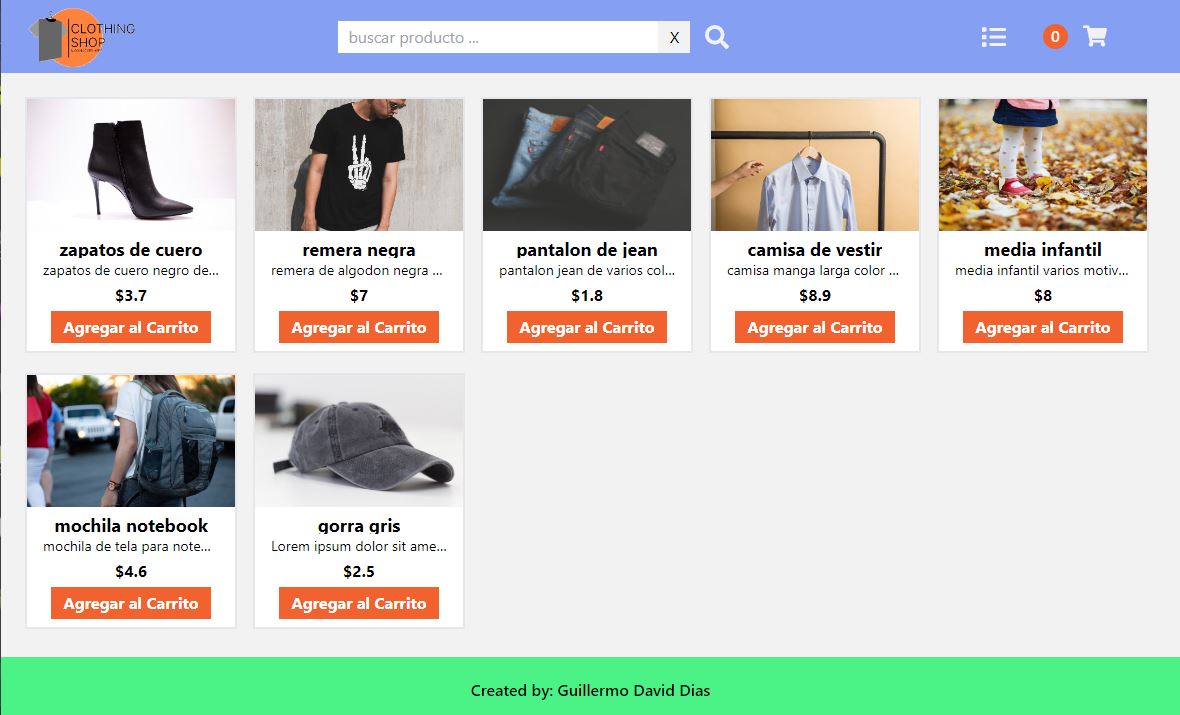 CLOTHING
SHOP
buscar producto ...
X
0
zapatos de cuero
zapatos de cuero negro de...
$3.7
Agregar al Carrito
remera negra
remera de algodon negra ...
$7
Agregar al Carrito
pantalon de jean
pantalon jean de varios col...
$1.8
Agregar al Carrito
camisa de vestir
camisa manga larga color ...
$8.9
Agregar al Carrito
media infantil
media infantil varios motiv...
$8
Agregar al Carrito
mochila notebook
mochila de tela para note...
$4.6
Agregar al Carrito
gorra gris
Lorem ipsum dolor sit ame...
$2.5
Agregar al Carrito
Created by: Guillermo David Dias